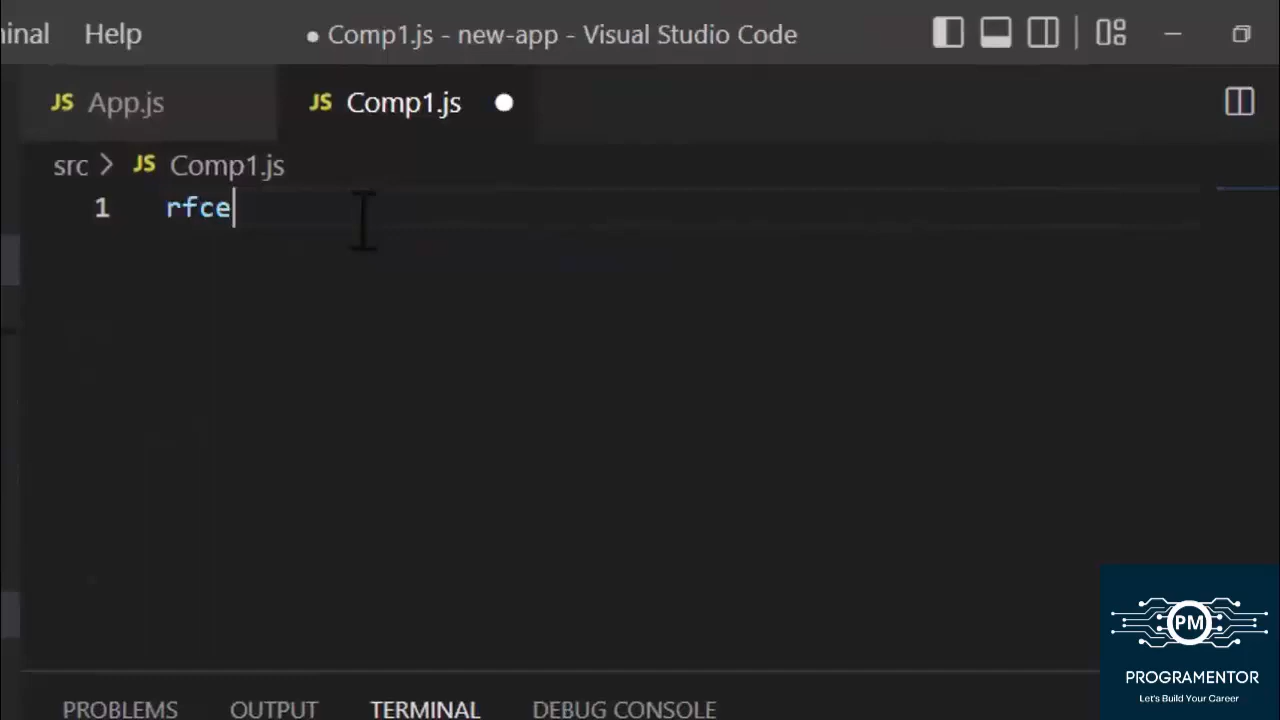 Help
● Comp1.js - new-app - Visual Studio Code
JS App.js
JS Comp1.js
src > JS Comp1.js
1 rfce
PM
PROGRAMENTOR
Let's Build Your Career
PROBLEMS OUTPUT TERMINAL DEBUG CONSOLE